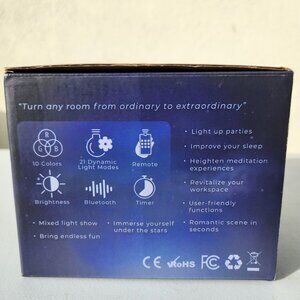 "Turn any room from ordinary to extraordinary"
R
G B
10 Colors
21 Dynamic
Light Modes
Remote
Brightness
Bluetooth
Timer
• Mixed light show
• Bring endless fun
• Immerse yourself
under the stars
• Light up parties
• Improve your sleep
• Heighten meditation
experiences
• Revitalize your
workspace
• User-friendly
functions
• Romantic scene in
seconds
CE RoHS FC